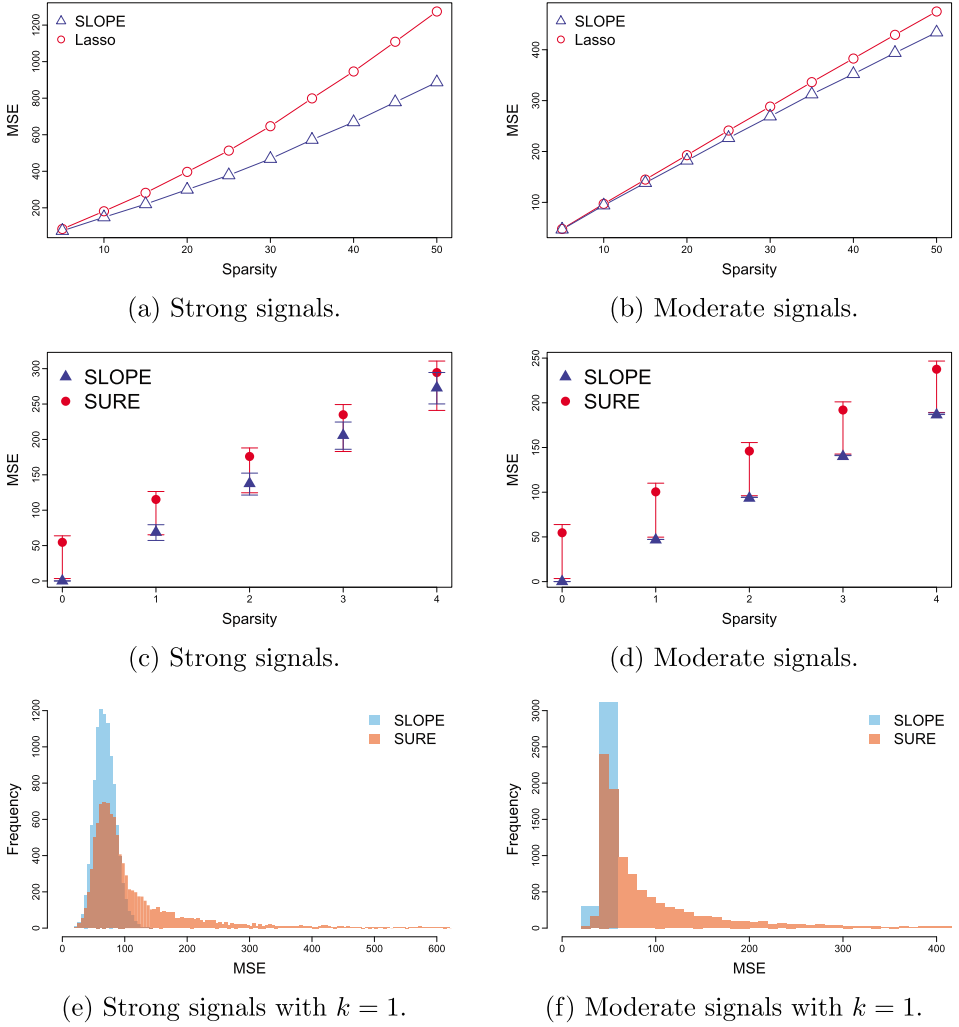 SLOPE
Lasso
MSE
200 400 600 800 1000 1200
10 20 30 40 50
Sparsity
(a) Strong signals.
SLOPE
Lasso
MSE
100 200 300 400
10 20 30 40 50
Sparsity
(b) Moderate signals.
SLOPE
SURE
MSE
0 50 100 150 200 250 300
0 1 2 3 4
Sparsity
(c) Strong signals.
SLOPE
SURE
MSE
0 50 100 150 200 250
0 1 2 3 4
Sparsity
(d) Moderate signals.
SLOPE
SURE
Frequency
0 200 400 600 800 1000 1200
0 100 200 300 400 500 600
MSE
(e) Strong signals with k = 1.
SLOPE
SURE
Frequency
0 500 1000 1500 2000 2500 3000
0 100 200 300 400
MSE
(f) Moderate signals with k = 1.